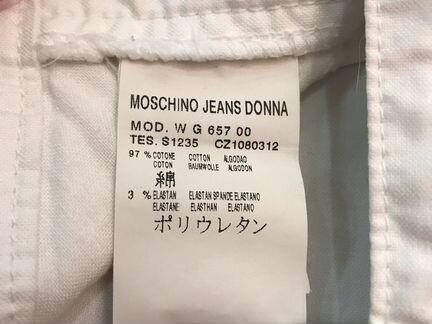 MOSCHINO JEANS DONNA
MOD. W G 657 00
TES. S1235 CZ1080312
97 % COTONE COTTON ALGODAO
COTON BAUMWOLLE ALGODON
綿
3 % ELASTAN ELASTAN SPANDE ELASTANO
ELASTANE ELASTHAN ELASTANO
ポリウレタン